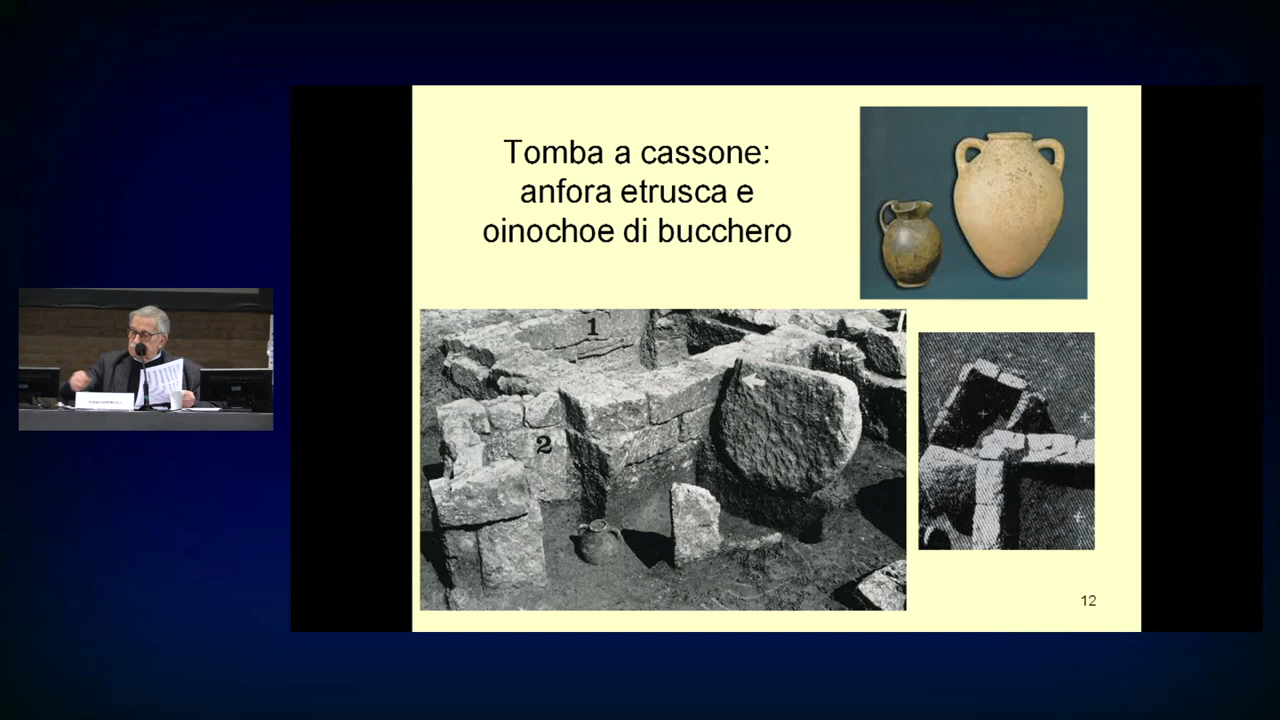 Tomba a cassone:
anfora etrusca e
oinochoe di bucchero
1
2
12